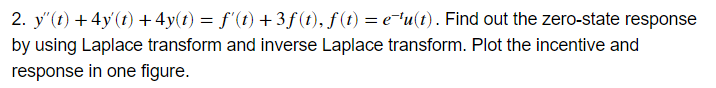 2. y''(t) + 4y'(t) + 4y(t) = f'(t) + 3f(t), f(t) = e⁻ᵗu(t). Find out the zero-state response
by using Laplace transform and inverse Laplace transform. Plot the incentive and
response in one figure.